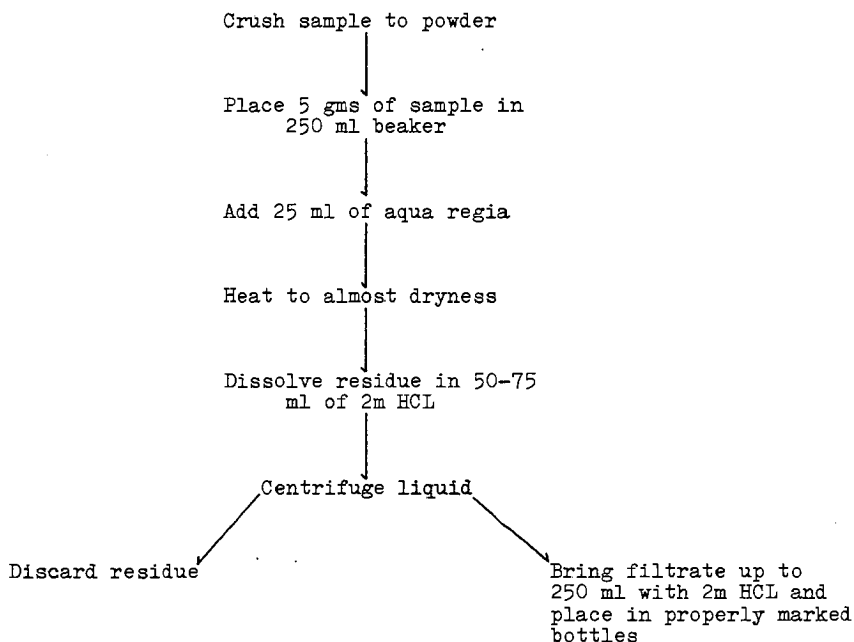 Crush sample to powder
Place 5 gms of sample in
250 ml beaker
Add 25 ml of aqua regia
Heat to almost dryness
Dissolve residue in 50-75
ml of 2m HCL
Centrifuge liquid
Discard residue
Bring filtrate up to
250 ml with 2m HCL and
place in properly marked
bottles